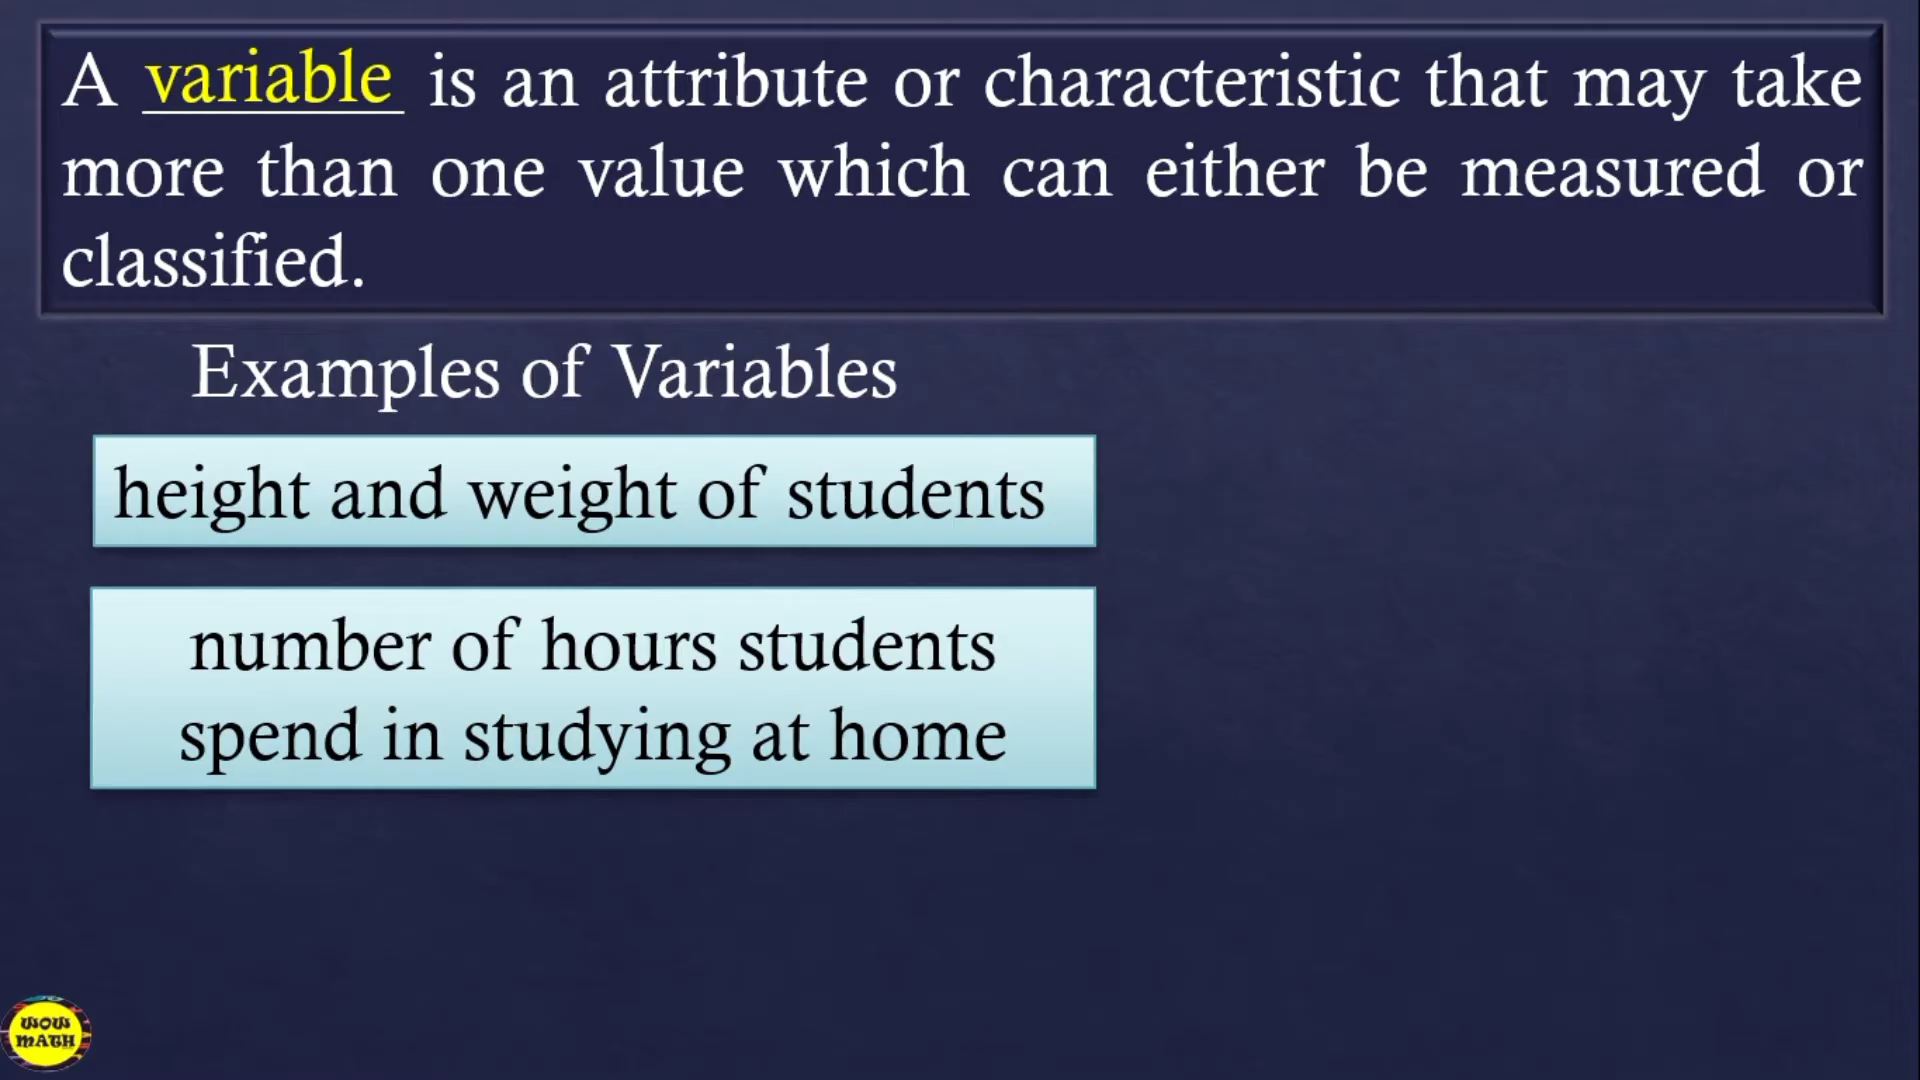 A variable is an attribute or characteristic that may take
more than one value which can either be measured or
classified.
Examples of Variables
height and weight of students
number of hours students
spend in studying at home
WOW
MATH